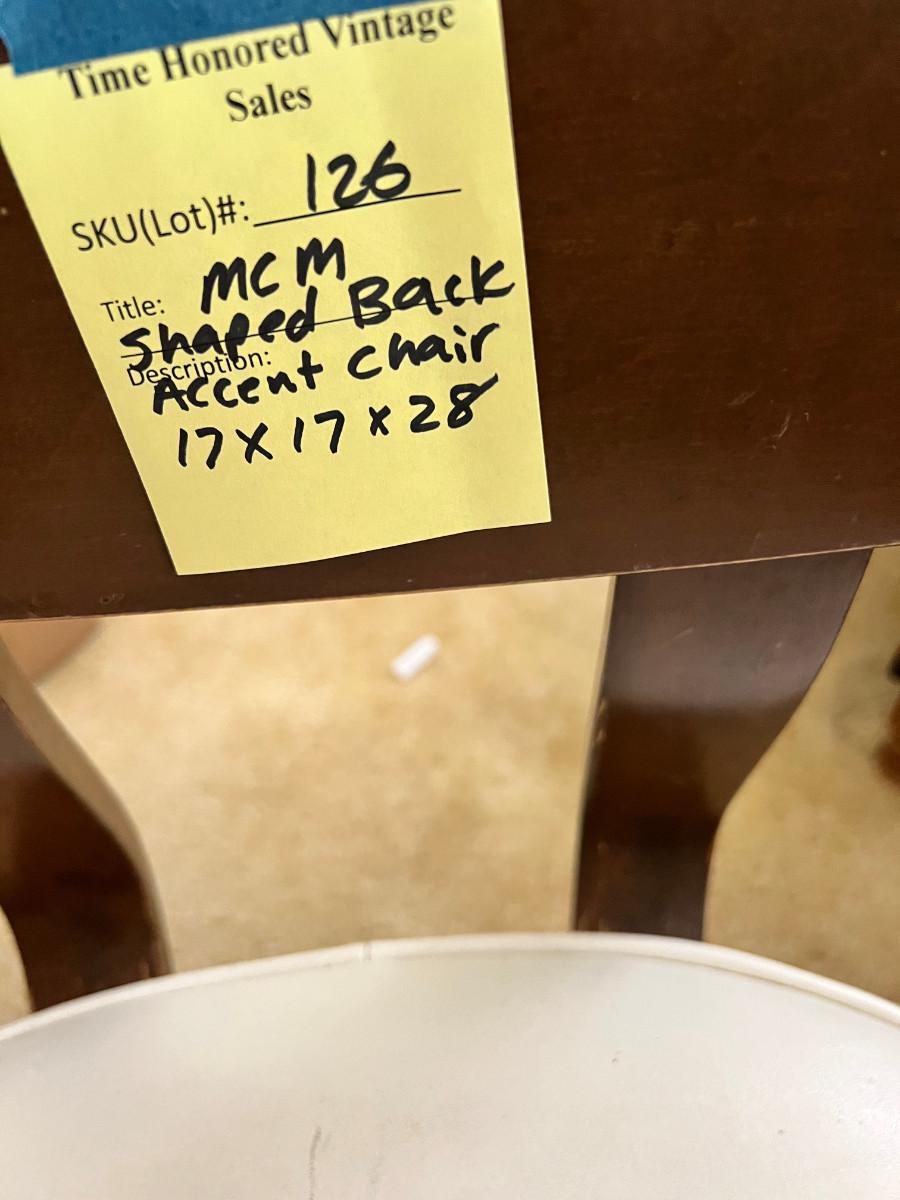 Time Honored Vintage
Sales
SKU(Lot)#: 126
Title: MCM
Shaped Back
Description:
Accent Chair
17 x 17 x 28